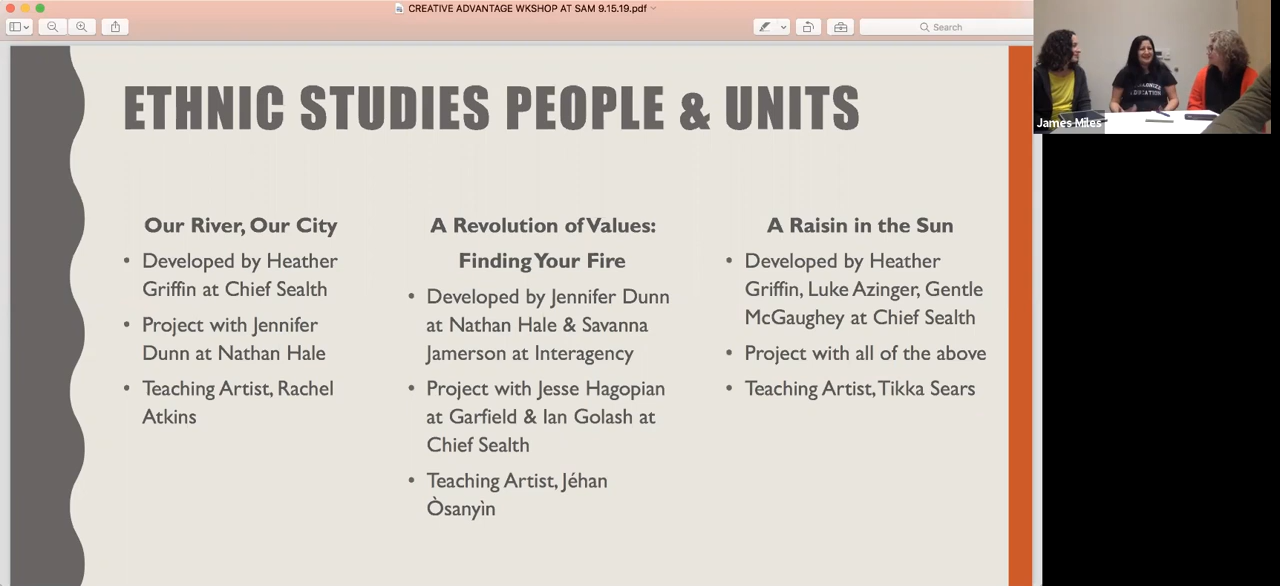 CREATIVE ADVANTAGE WKSHOP AT SAM 9.15.19.pdf
Search
ETHNIC STUDIES PEOPLE & UNITS
Our River, Our City
• Developed by Heather
Griffin at Chief Sealth
• Project with Jennifer
Dunn at Nathan Hale
• Teaching Artist, Rachel
Atkins
A Revolution of Values:
Finding Your Fire
• Developed by Jennifer Dunn
at Nathan Hale & Savanna
Jamerson at Interagency
• Project with Jesse Hagopian
at Garfield & Ian Golash at
Chief Sealth
• Teaching Artist, Jéhan
Òsanyìn
A Raisin in the Sun
• Developed by Heather
Griffin, Luke Azinger, Gentle
McGaughey at Chief Sealth
• Project with all of the above
• Teaching Artist, Tikka Sears
James Miles